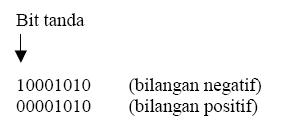 Bit tanda
10001010 (bilangan negatif)
00001010 (bilangan positif)